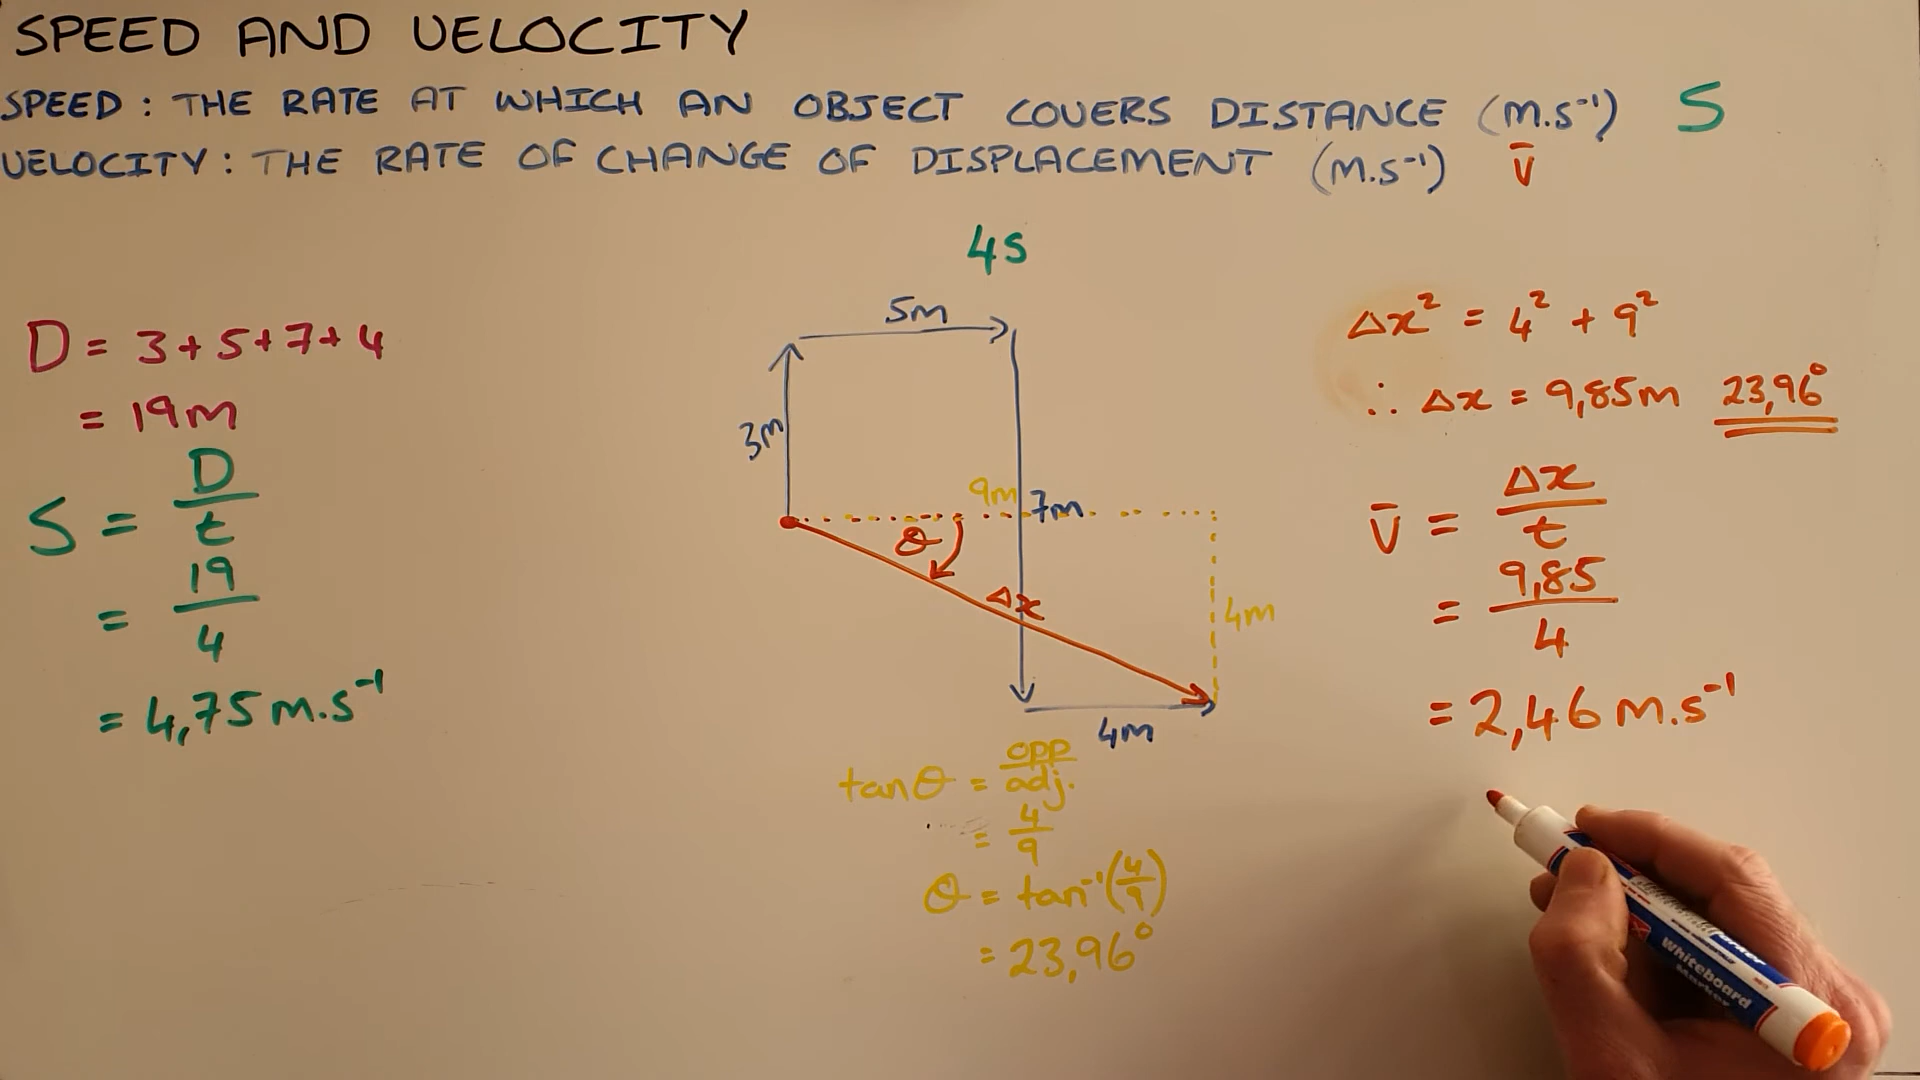 SPEED AND VELOCITY
SPEED : THE RATE AT WHICH AN OBJECT COVERS DISTANCE (m.s⁻¹) S
VELOCITY : THE RATE OF CHANGE OF DISPLACEMENT (m.s⁻¹) v̄
4s
D = 3+5+7+4
= 19m
S = D/t
= 19/4
= 4,75 m.s⁻¹
5m
3m
9m
7m
θ
Δx
4m
4m
tanθ = opp/adj.
= 4/9
θ = tan⁻¹(4/9)
= 23,96°
Δx² = 4² + 9²
∴ Δx = 9,85m 23,96°
v̄ = Δx/t
= 9,85/4
= 2,46 m.s⁻¹
Whiteboard
Marker